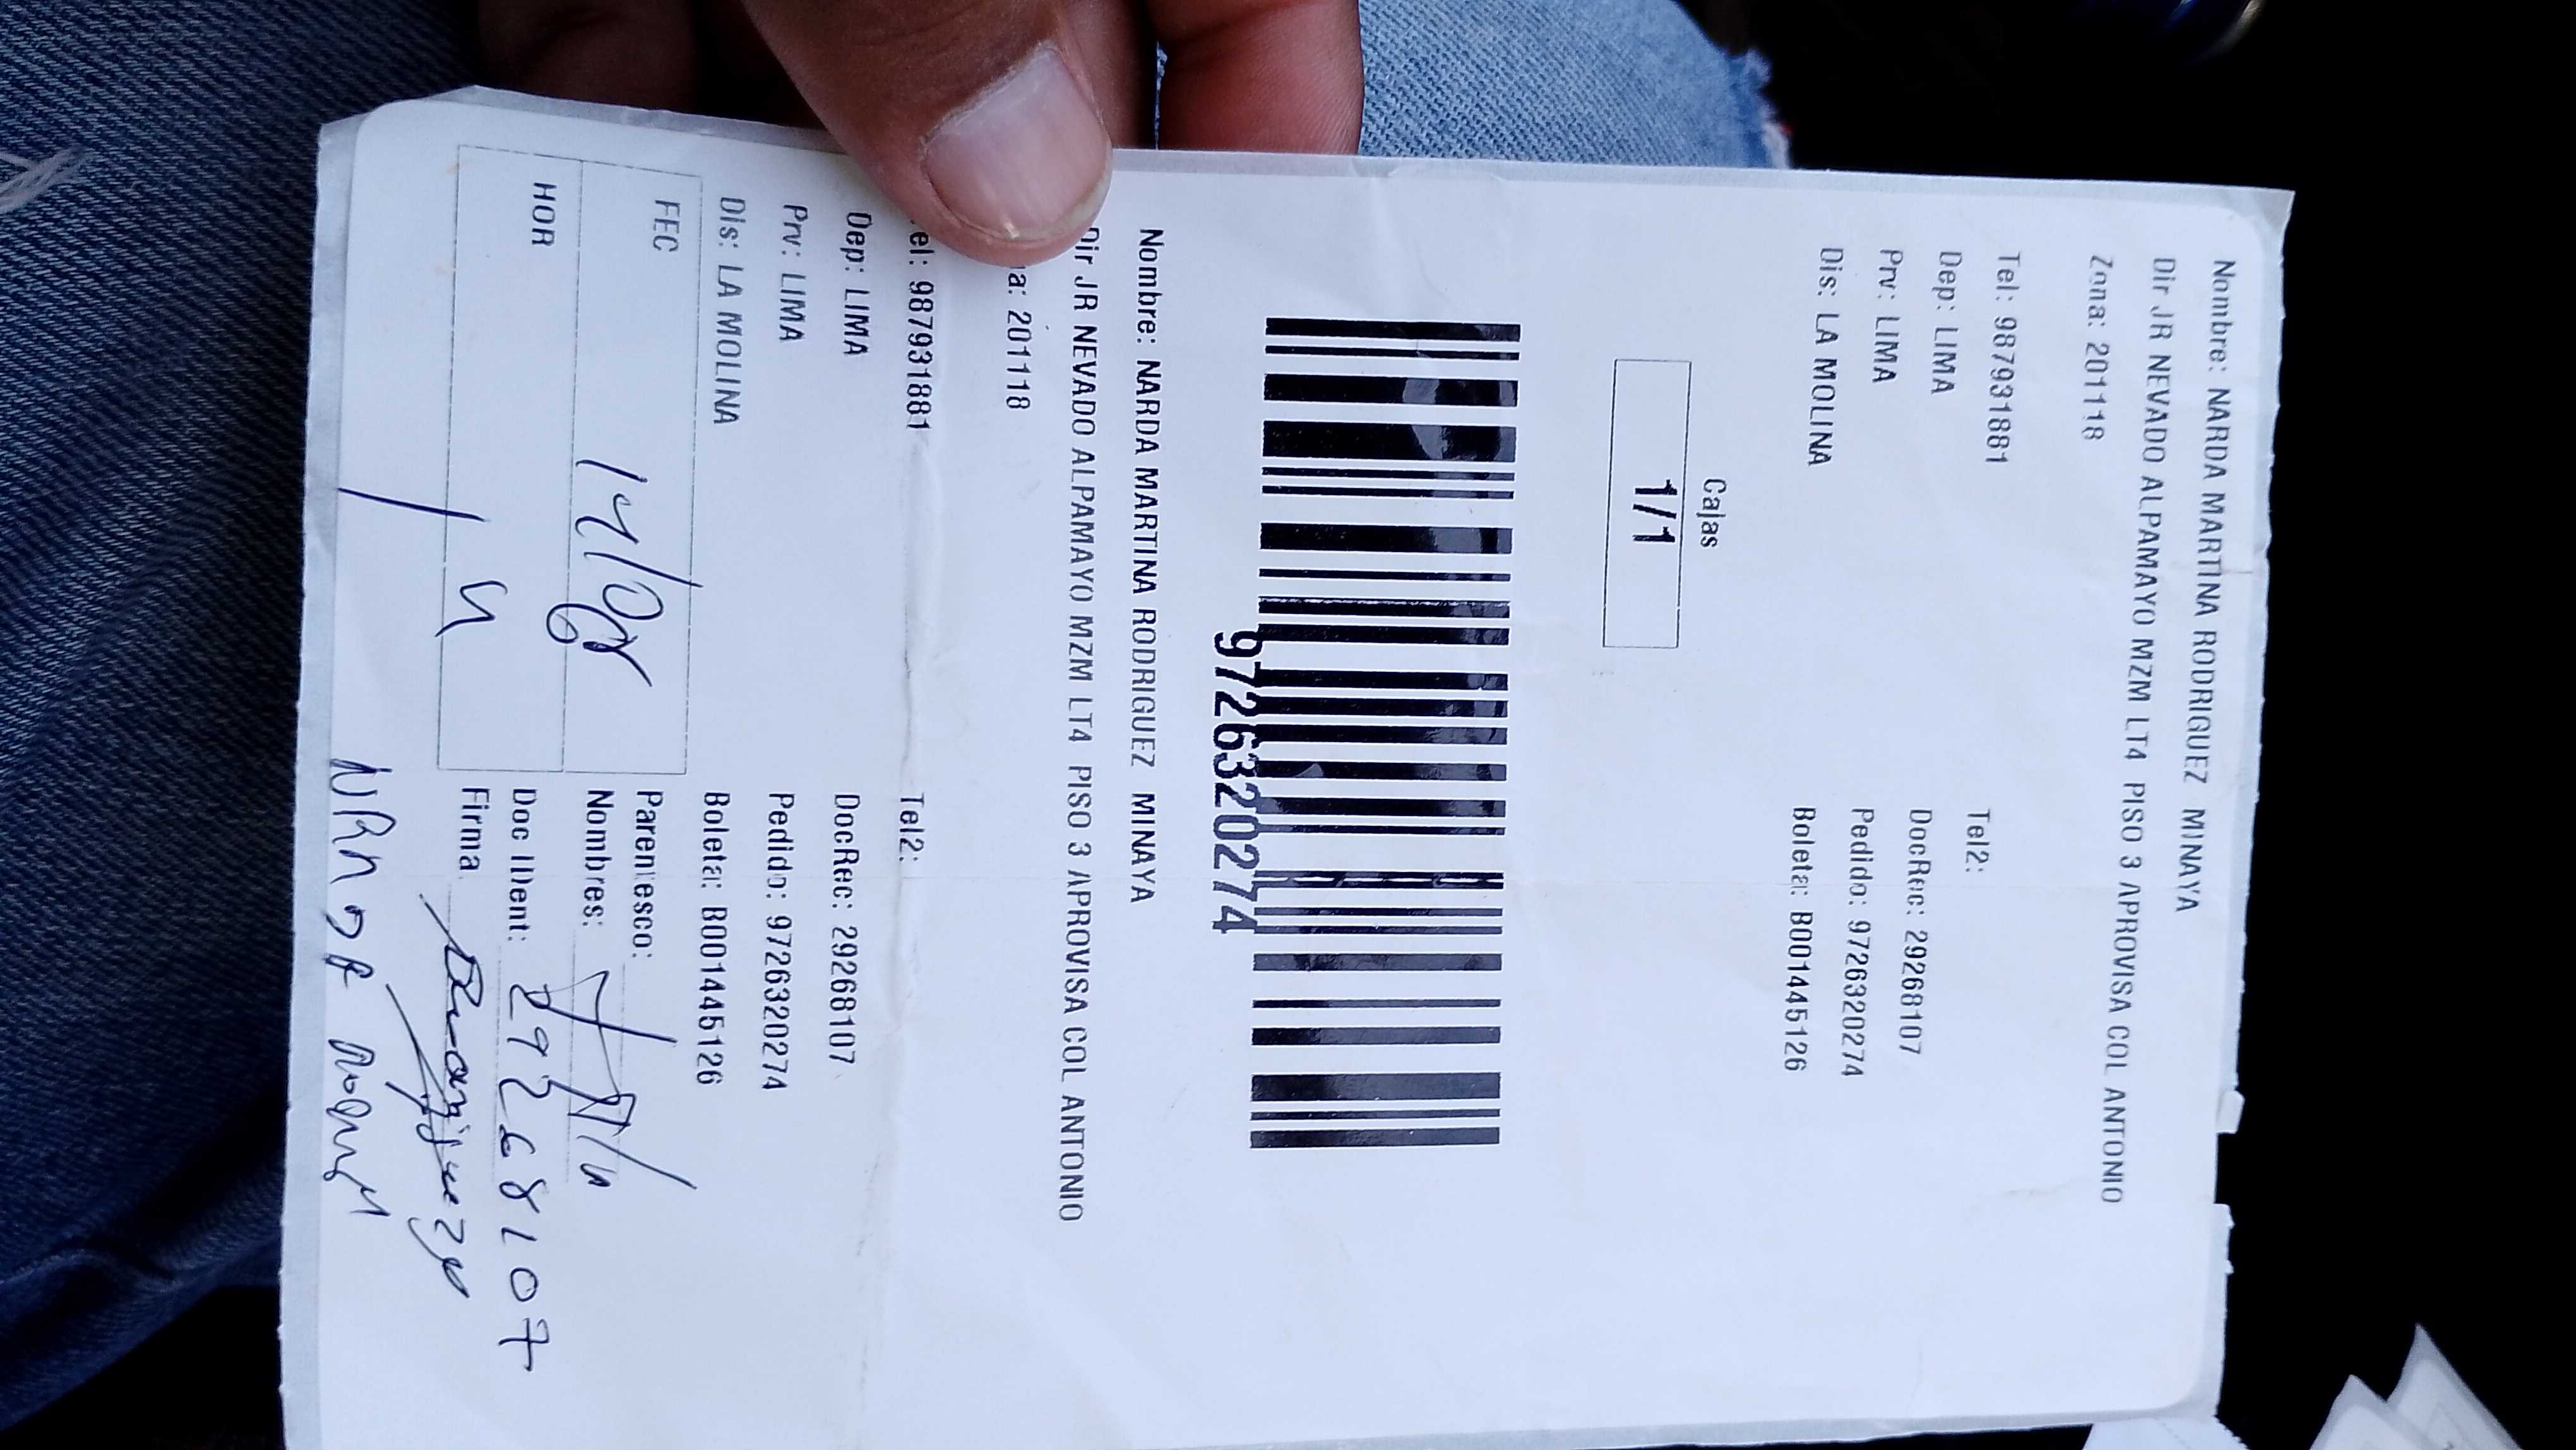 Nombre: NARDA MARTINA RODRIGUEZ MINAYA
Dir JR NEVADO ALPAMAYO MZM LT4 PISO 3 APROVISA COL ANTONIO
Zona: 201118
Tel: 987931881 Tel2:
Dep: LIMA DocRec: 29268107
Prv: LIMA Pedido: 9726320274
Dis: LA MOLINA Boleta: B001445126
Cajas
1/1
9726320274
Nombre: NARDA MARTINA RODRIGUEZ MINAYA
Dir JR NEVADO ALPAMAYO MZM LT4 PISO 3 APROVISA COL ANTONIO
na: 201118
el: 987931881 Tel2:
Dep: LIMA DocRec: 29268107
Prv: LIMA Pedido: 9726320274
Dis: LA MOLINA Boleta: B001445126
FEC Parentesco:
Nombres:
HOR Doc IDent: 29268107
Firma